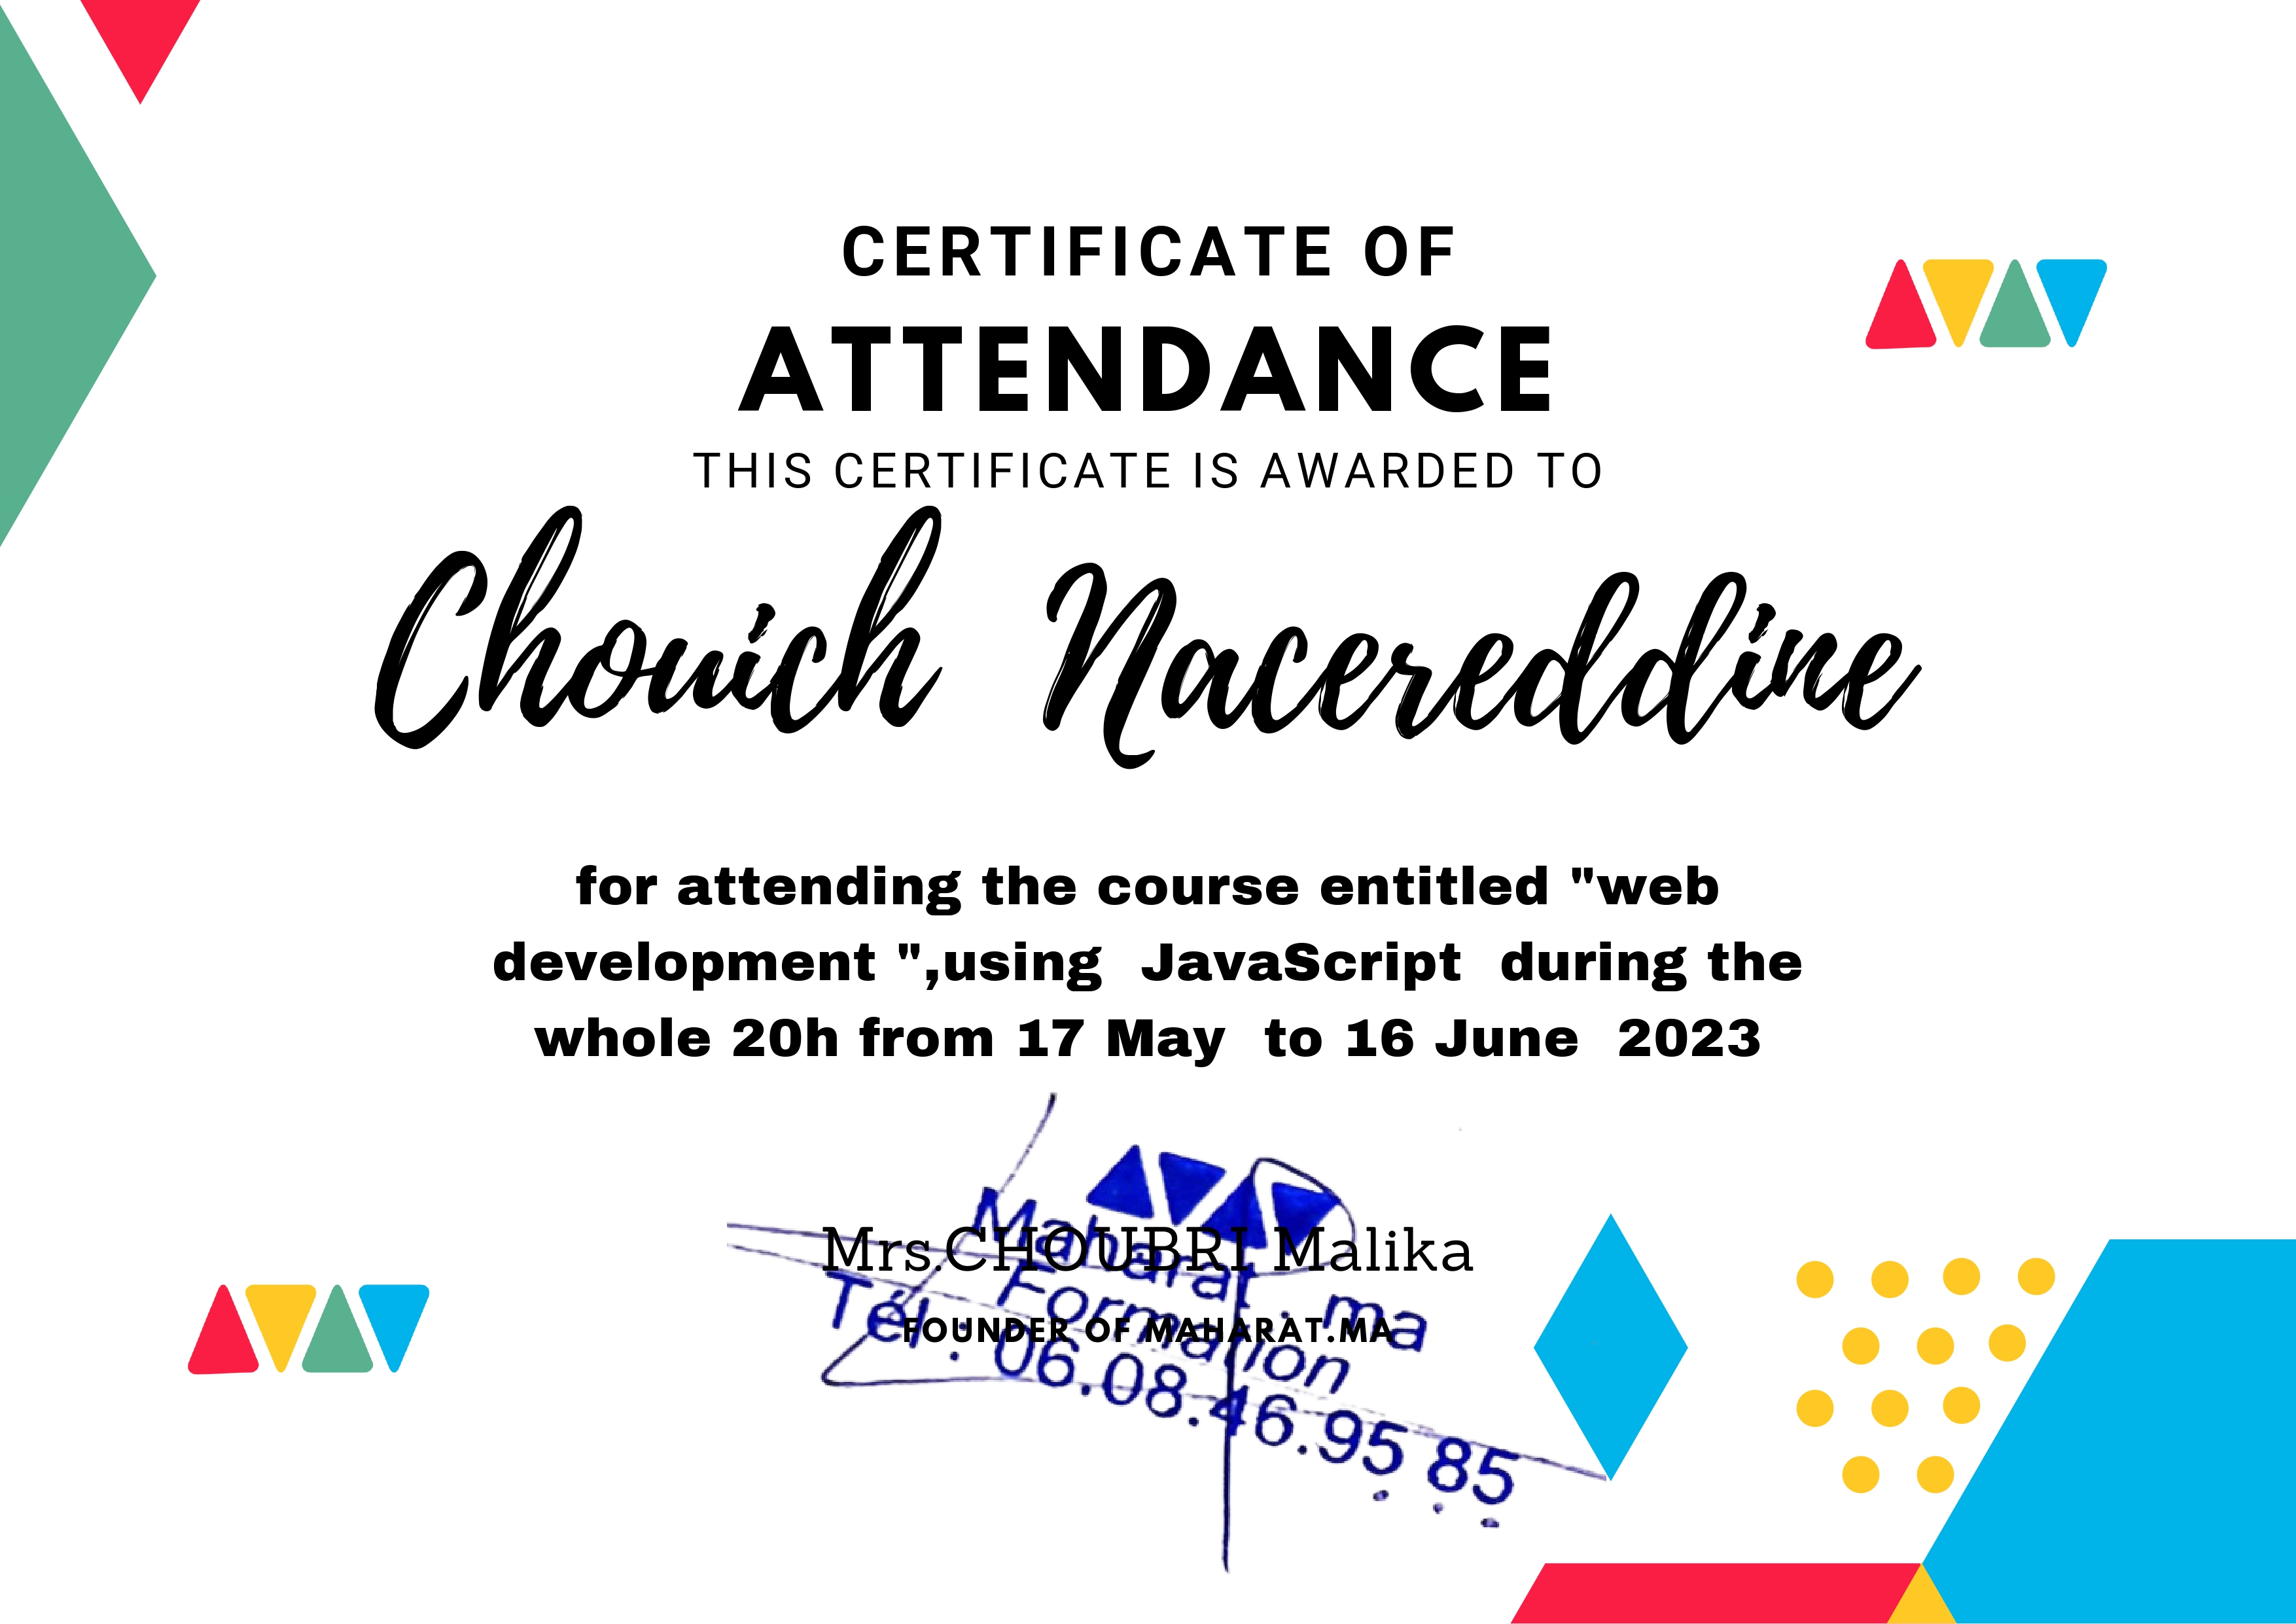 CERTIFICATE OF
ATTENDANCE
THIS CERTIFICATE IS AWARDED TO
Chouich Nacereddine
for attending the course entitled "web
development ",using JavaScript during the
whole 20h from 17 May to 16 June 2023
Mrs.CHOUBRI Malika
FOUNDER OF MAHARAT.MA
Maharat . ma
Formation
Tél : 06.08.46.95 85